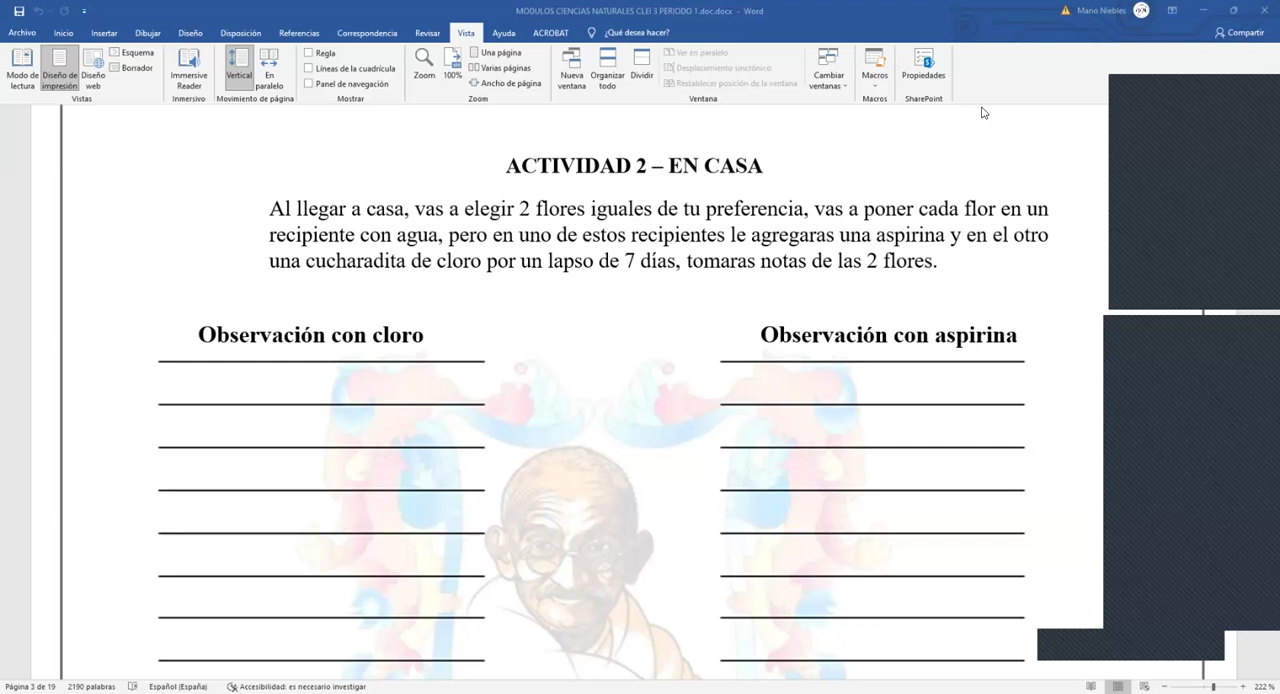 MODULOS CIENCIAS NATURALES CLEI 3 PERIODO 1.doc.docx - Word
Mario Niebles
Archivo Inicio Insertar Dibujar Diseño Disposición Referencias Correspondencia Revisar Vista Ayuda ACROBAT ¿Qué desea hacer? Compartir
Modo de lectura
Diseño de impresión
Diseño web
Esquema
Borrador
Vistas
Immersive Reader
Inmersivo
Vertical
En paralelo
Movimiento de página
Regla
Líneas de la cuadrícula
Panel de navegación
Mostrar
Zoom
100%
Una página
Varias páginas
Ancho de página
Zoom
Nueva ventana
Organizar todo
Dividir
Ver en paralelo
Desplazamiento sincrónico
Restablecer posición de la ventana
Ventana
Cambiar ventanas
Macros
Macros
Propiedades
SharePoint
ACTIVIDAD 2 – EN CASA
Al llegar a casa, vas a elegir 2 flores iguales de tu preferencia, vas a poner cada flor en un
recipiente con agua, pero en uno de estos recipientes le agregaras una aspirina y en el otro
una cucharadita de cloro por un lapso de 7 días, tomaras notas de las 2 flores.
Observación con cloro
Observación con aspirina
Página 3 de 19 2190 palabras Español (España) Accesibilidad: es necesario investigar 222 %